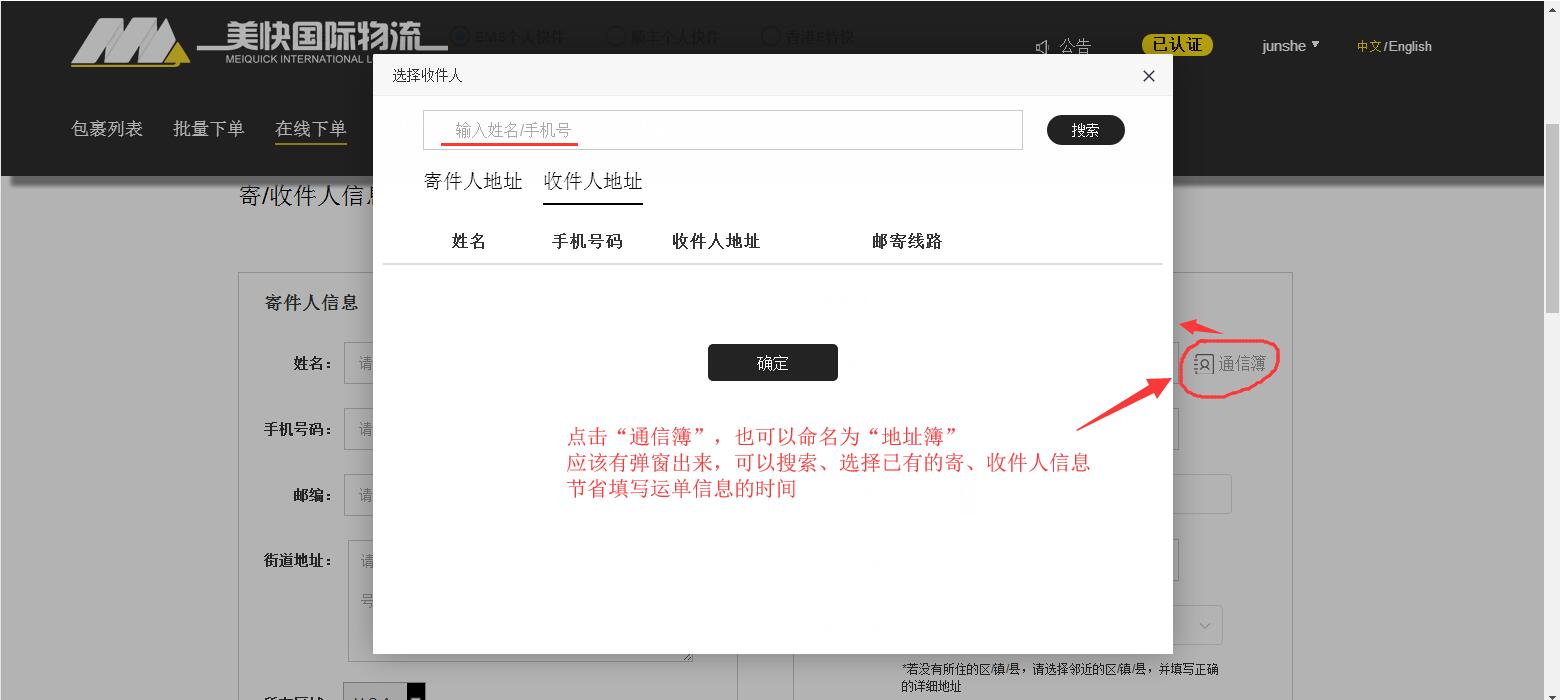 美快国际物流
MEIQUICK INTERNATIONAL L
EMS个人快件
顺丰个人快件
香港E特快
公告
已认证
junshe
中文/English
选择收件人
包裹列表
批量下单
在线下单
输入姓名/手机号
搜索
寄件人地址
收件人地址
寄/收件人信息
姓名
手机号码
收件人地址
邮寄线路
寄件人信息
姓名：
请
确定
通信簿
手机号码：
请
点击“通信簿”，也可以命名为“地址簿”
应该有弹窗出来，可以搜索、选择已有的寄、收件人信息
节省填写运单信息的时间
邮编：
请
街道地址：
请
号
*若没有所住的区/镇/县，请选择邻近的区/镇/县，并填写正确
的详细地址